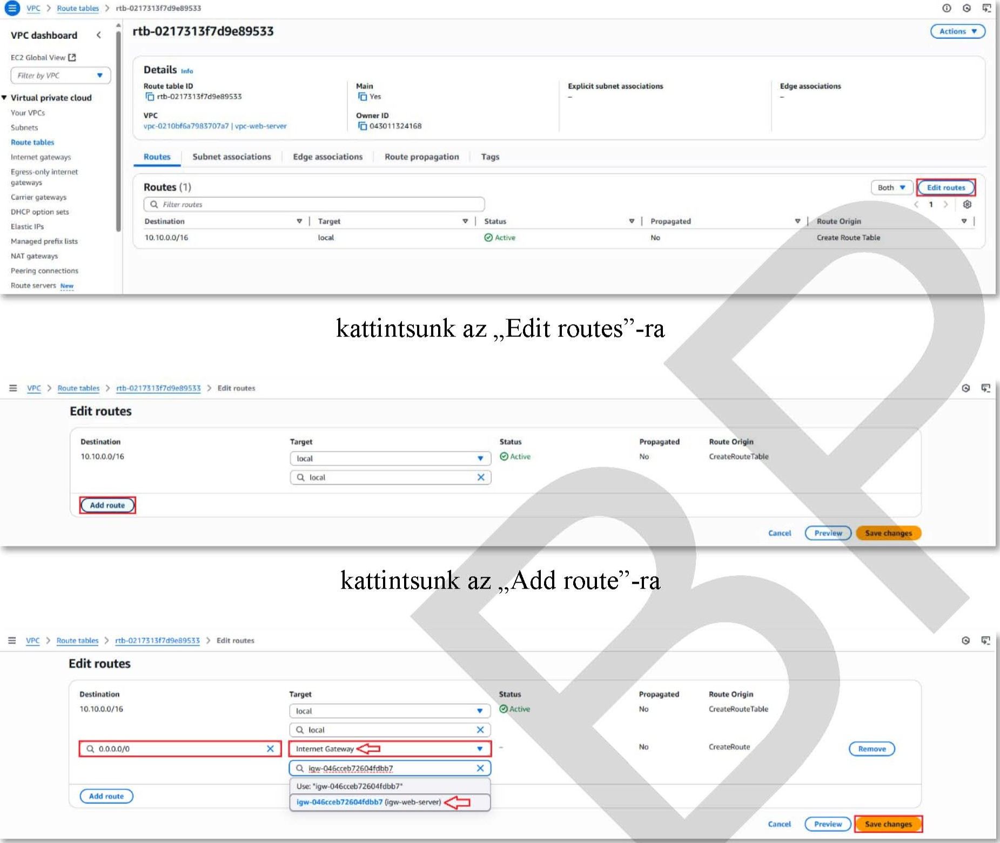 VPC > Route tables > rtb-0217313f7d9e89533
VPC dashboard
EC2 Global View
Filter by VPC
Virtual private cloud
Your VPCs
Subnets
Route tables
Internet gateways
Egress-only internet
gateways
Carrier gateways
DHCP option sets
Elastic IPs
Managed prefix lists
NAT gateways
Peering connections
Route servers New
rtb-0217313f7d9e89533
Actions
Details Info
Route table ID
rtb-0217313f7d9e89533
Main
Yes
Explicit subnet associations
–
Edge associations
–
VPC
vpc-0210bf6a7983707a7 | vpc-web-server
Owner ID
043011324168
Routes Subnet associations Edge associations Route propagation Tags
Routes (1)
Both Edit routes
Filter routes
< 1 >
Destination Target Status Propagated Route Origin
10.10.0.0/16 local Active No Create Route Table
kattintsunk az „Edit routes”-ra
VPC > Route tables > rtb-0217313f7d9e89533 > Edit routes
Edit routes
Destination Target Status Propagated Route Origin
10.10.0.0/16 local Active No CreateRouteTable
local
Add route
Cancel Preview Save changes
kattintsunk az „Add route”-ra
VPC > Route tables > rtb-0217313f7d9e89533 > Edit routes
Edit routes
Destination Target Status Propagated Route Origin
10.10.0.0/16 local Active No CreateRouteTable
local
0.0.0.0/0 Internet Gateway – No CreateRoute Remove
igw-046cceb72604fdbb7
Use: "igw-046cceb72604fdbb7"
igw-046cceb72604fdbb7 (igw-web-server)
Add route
Cancel Preview Save changes
BP